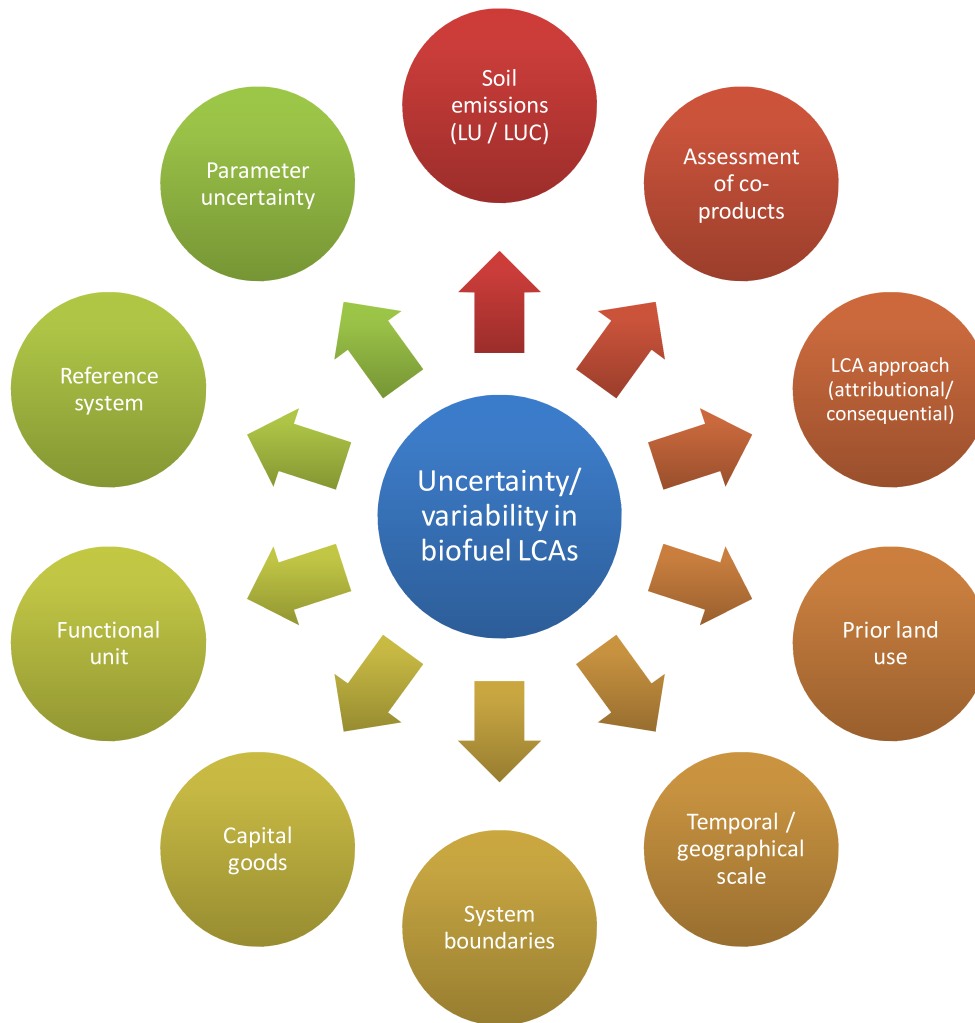 Soil
emissions
(LU / LUC)
Assessment
of co-
products
LCA approach
(attributional/
consequential)
Prior land
use
Temporal /
geographical
scale
System
boundaries
Capital
goods
Functional
unit
Reference
system
Parameter
uncertainty
Uncertainty/
variability in
biofuel LCAs